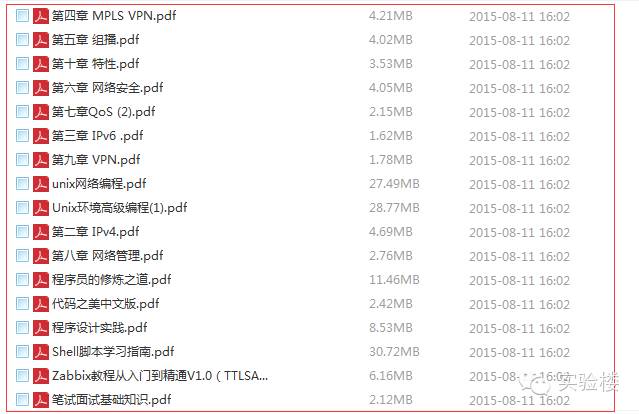 第四章 MPLS VPN.pdf 4.21MB 2015-08-11 16:02
第五章 组播.pdf 4.02MB 2015-08-11 16:02
第十章 特性.pdf 3.53MB 2015-08-11 16:02
第六章 网络安全.pdf 4.05MB 2015-08-11 16:02
第七章QoS (2).pdf 2.15MB 2015-08-11 16:02
第三章 IPv6 .pdf 1.62MB 2015-08-11 16:02
第九章 VPN.pdf 1.78MB 2015-08-11 16:02
unix网络编程.pdf 27.49MB 2015-08-11 16:02
Unix环境高级编程(1).pdf 28.77MB 2015-08-11 16:02
第二章 IPv4.pdf 4.69MB 2015-08-11 16:02
第八章 网络管理.pdf 2.76MB 2015-08-11 16:02
程序员的修炼之道.pdf 11.46MB 2015-08-11 16:02
代码之美中文版.pdf 2.42MB 2015-08-11 16:02
程序设计实践.pdf 8.53MB 2015-08-11 16:02
Shell脚本学习指南.pdf 30.72MB 2015-08-11 16:02
Zabbix教程从入门到精通V1.0（TTLSA... 6.16MB 2015-08-11 16:02
实验楼
笔试面试基础知识.pdf 2.12MB 2015-08-11 16:02